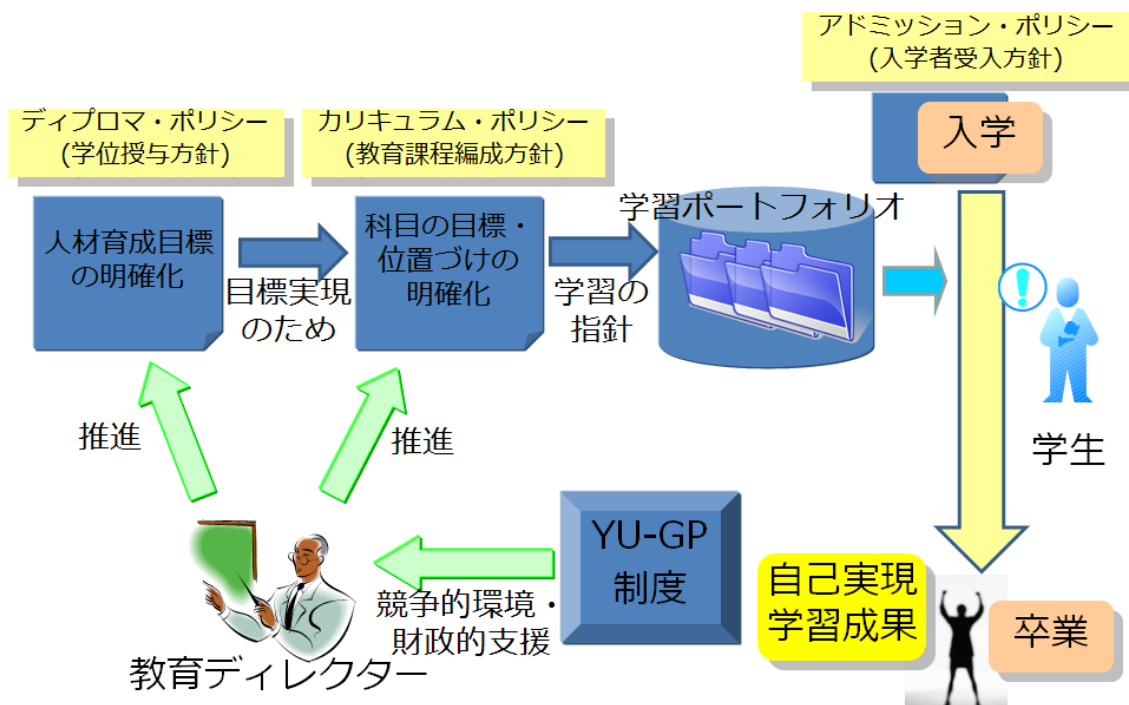 アドミッション・ポリシー
(入学者受入方針)
入学
ディプロマ・ポリシー
(学位授与方針)
カリキュラム・ポリシー
(教育課程編成方針)
人材育成目標
の明確化
目標実現
のため
科目の目標・
位置づけの
明確化
学習の
指針
学習ポートフォリオ
学生
推進
推進
YU-GP
制度
競争的環境・
財政的支援
教育ディレクター
自己実現
学習成果
卒業